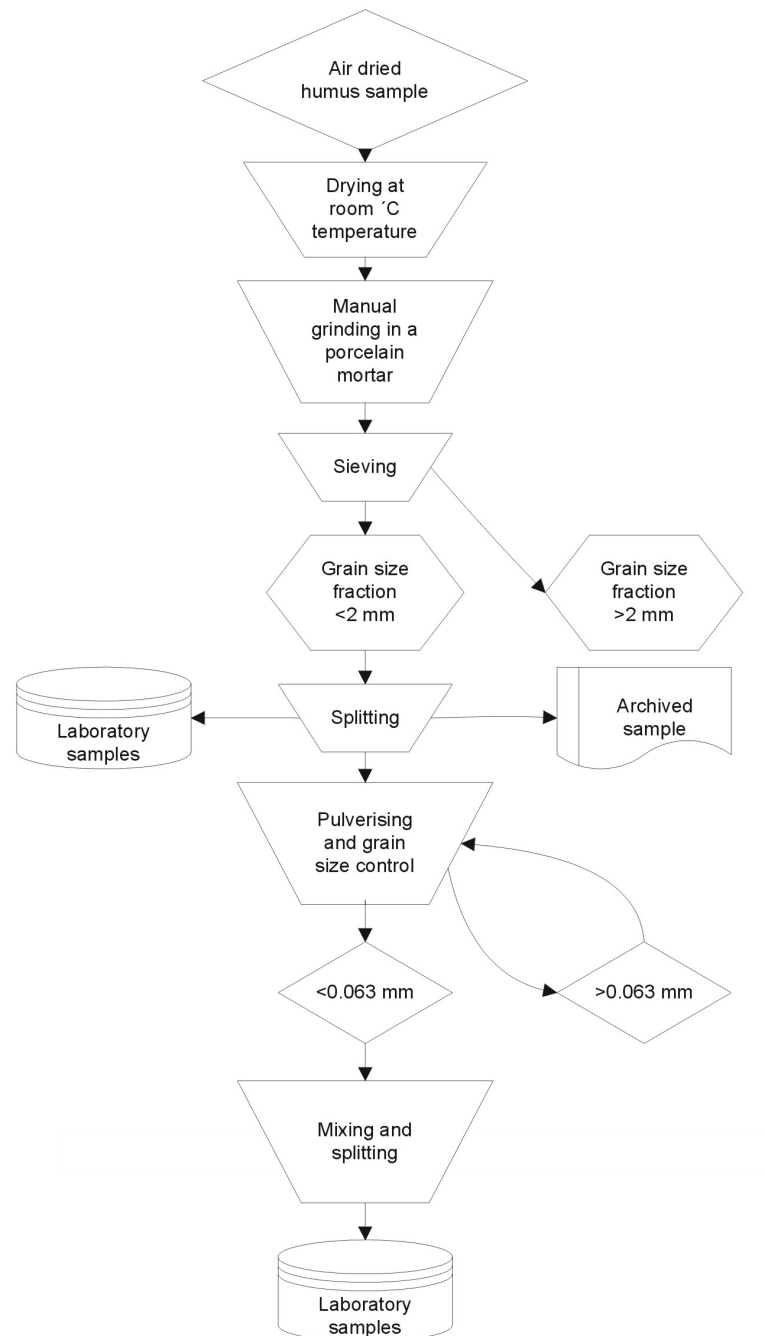 Air dried
humus sample
Drying at
room ´C
temperature
Manual
grinding in a
porcelain
mortar
Sieving
Grain size
fraction
<2 mm
Grain size
fraction
>2 mm
Laboratory
samples
Splitting
Archived
sample
Pulverising
and grain
size control
<0.063 mm
>0.063 mm
Mixing and
splitting
Laboratory
samples